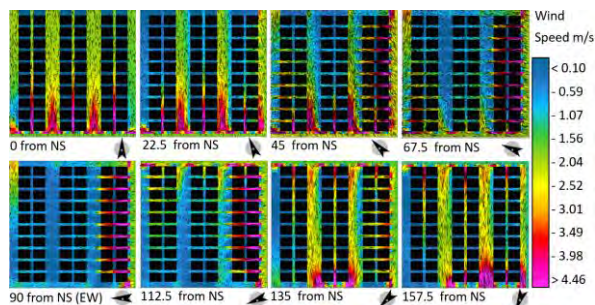 Wind
Speed m/s
< 0.10
- 0.59
- 1.07
- 1.56
- 2.04
- 2.52
- 3.01
- 3.49
- 3.98
> 4.46
0 from NS
22.5 from NS
45 from NS
67.5 from NS
90 from NS (EW)
112.5 from NS
135 from NS
157.5 from NS